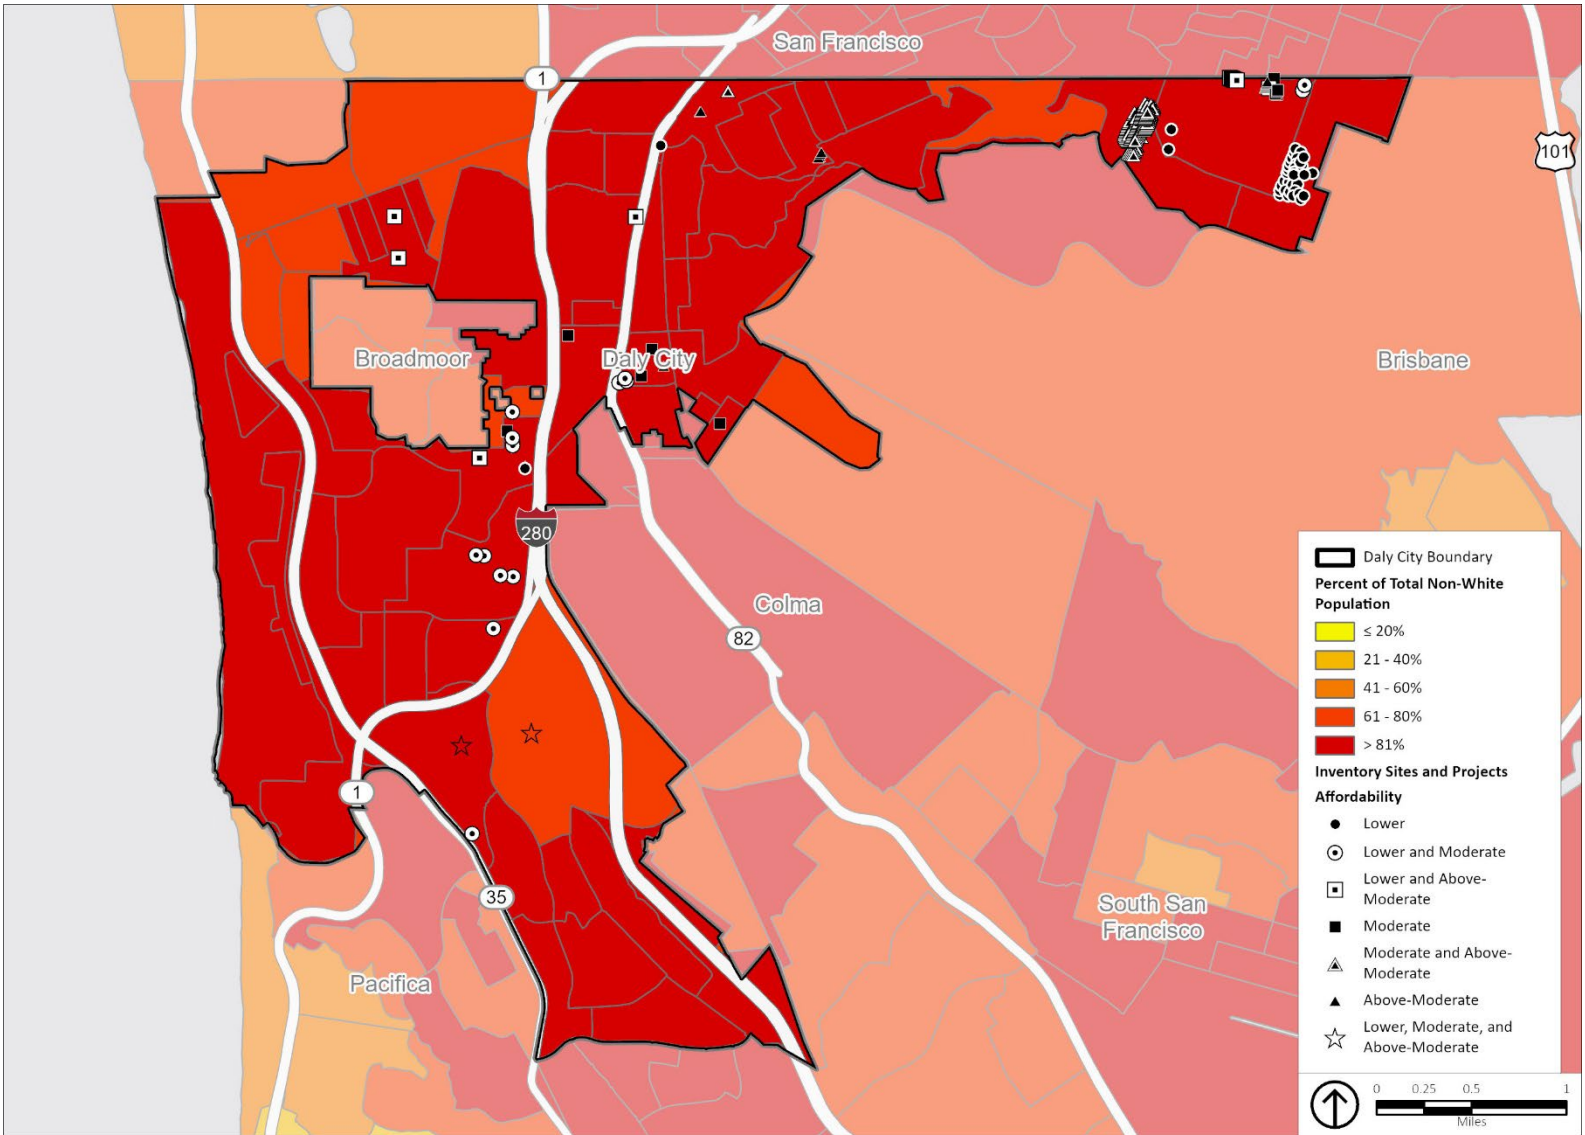 San Francisco
1
101
Broadmoor
Daly City
Brisbane
280
Colma
82
1
35
Pacifica
South San
Francisco
Daly City Boundary
Percent of Total Non-White
Population
≤ 20%
21 - 40%
41 - 60%
61 - 80%
> 81%
Inventory Sites and Projects
Affordability
Lower
Lower and Moderate
Lower and Above-
Moderate
Moderate
Moderate and Above-
Moderate
Above-Moderate
Lower, Moderate, and
Above-Moderate
0 0.25 0.5 1
Miles